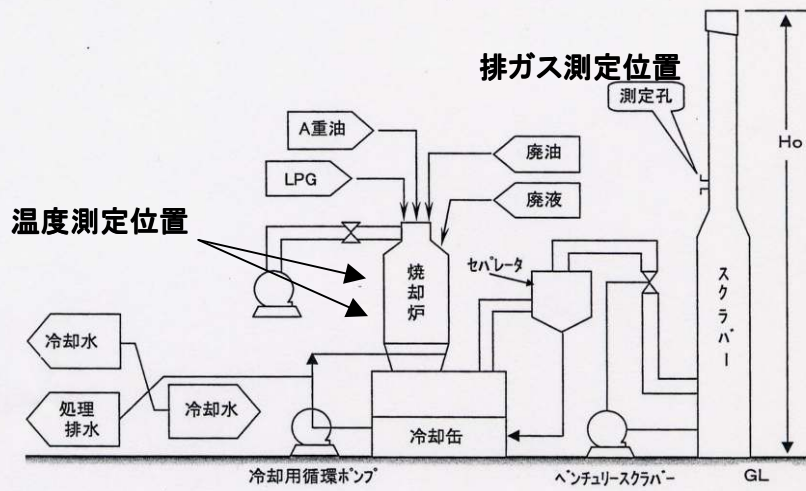 排ガス測定位置
測定孔
Ho
A重油
LPG
廃油
廃液
温度測定位置
焼却炉
セパレータ
スクラバー
冷却水
処理
排水
冷却水
冷却缶
冷却用循環ポンプ
ベンチュリースクラバー
GL